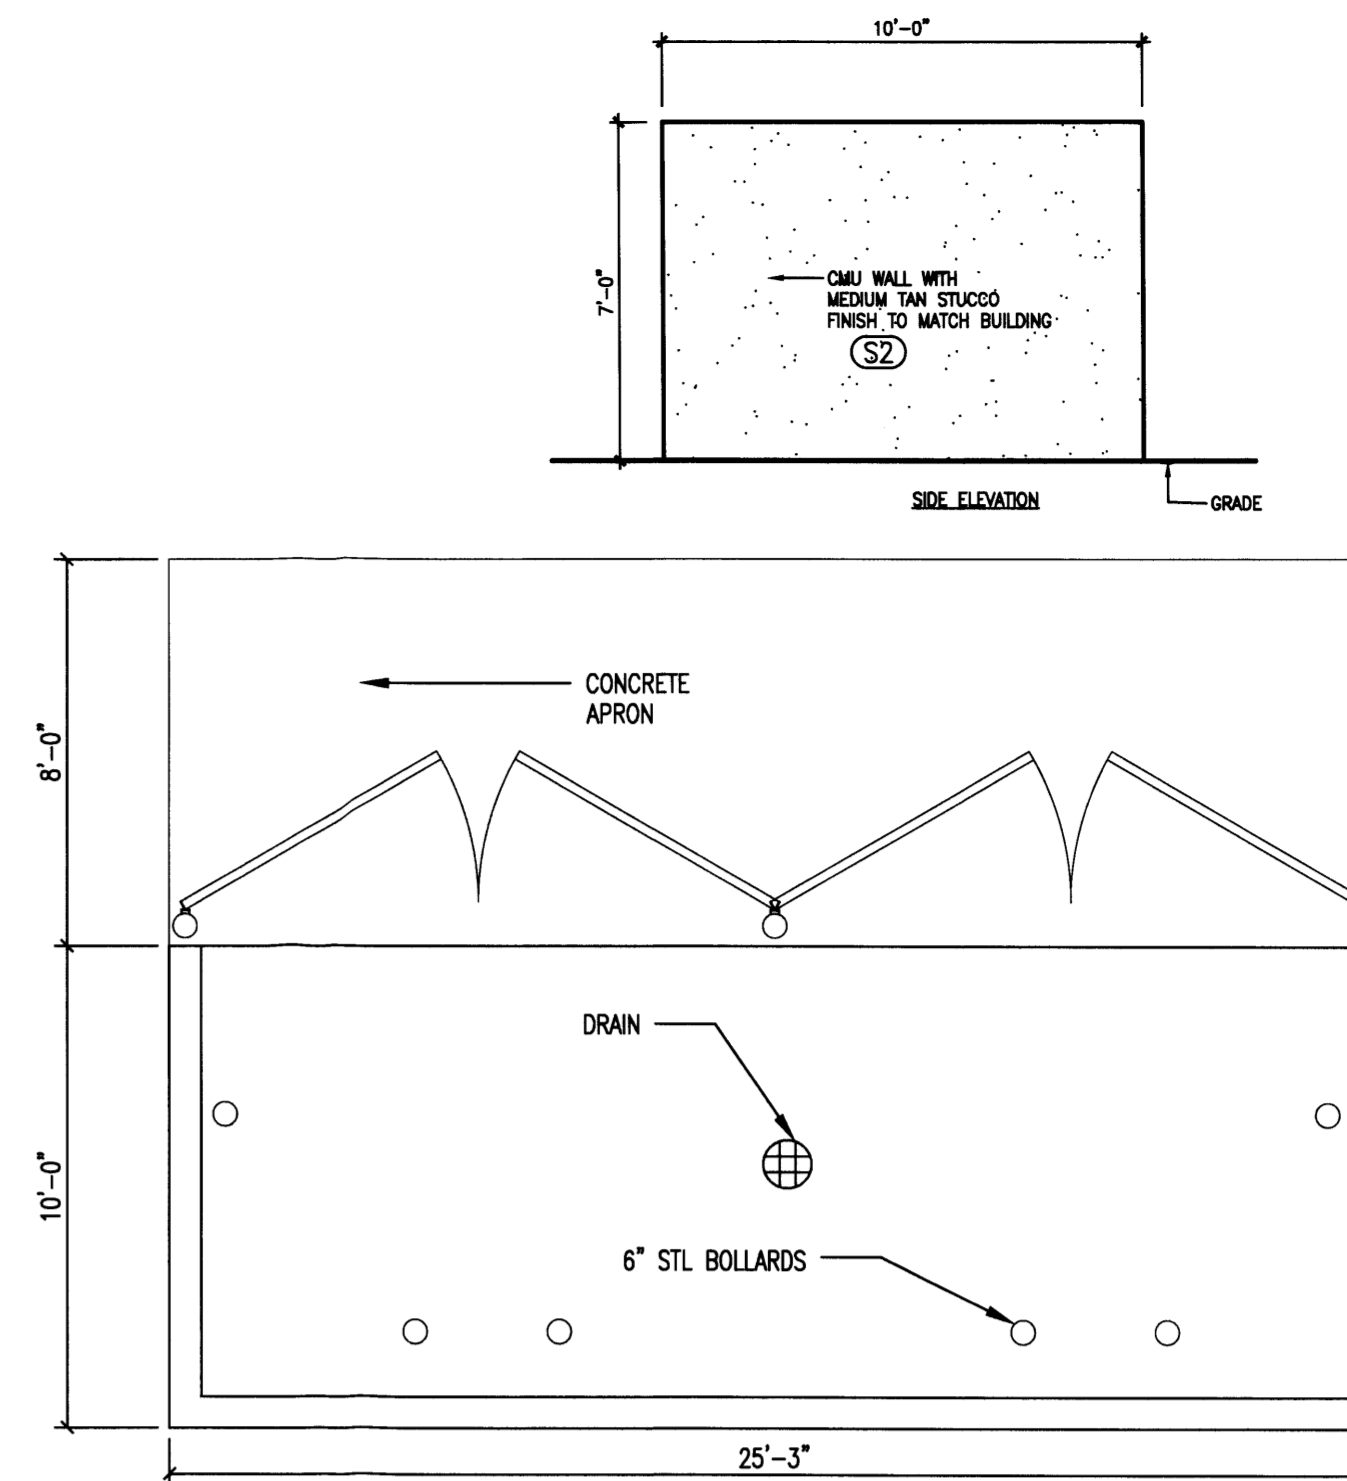 10'-0"
7'-0"
CMU WALL WITH
MEDIUM TAN STUCCO
FINISH TO MATCH BUILDING
S2
SIDE ELEVATION
GRADE
8'-0"
CONCRETE
APRON
DRAIN
10'-0"
6" STL BOLLARDS
25'-3"